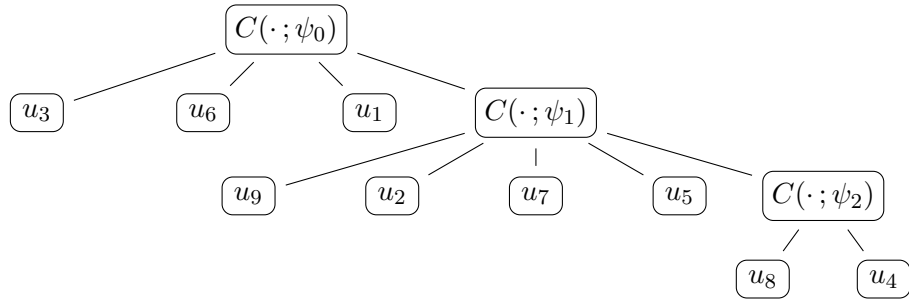 C(· ; ψ₀)
u₃ u₆ u₁ C(· ; ψ₁)
u₉ u₂ u₇ u₅ C(· ; ψ₂)
u₈ u₄